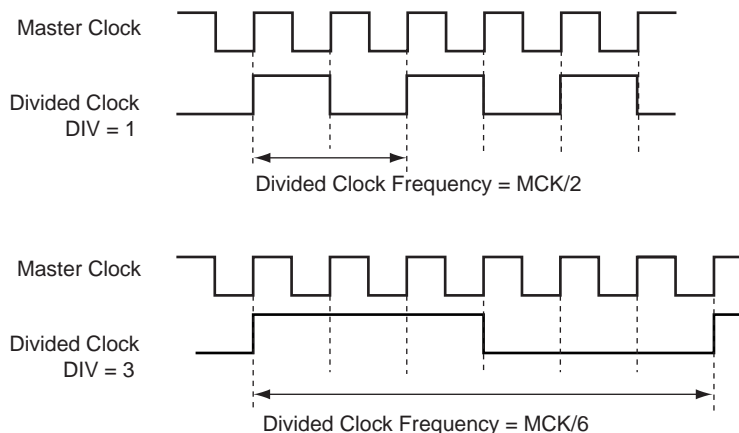 Master Clock
Divided Clock
DIV = 1
Divided Clock Frequency = MCK/2
Master Clock
Divided Clock
DIV = 3
Divided Clock Frequency = MCK/6